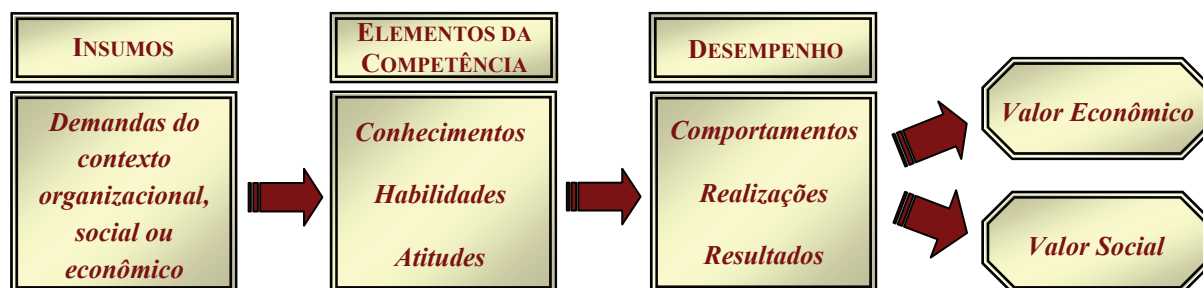 INSUMOS
Demandas do
contexto
organizacional,
social ou
econômico
ELEMENTOS DA
COMPETÊNCIA
Conhecimentos
Habilidades
Atitudes
DESEMPENHO
Comportamentos
Realizações
Resultados
Valor Econômico
Valor Social